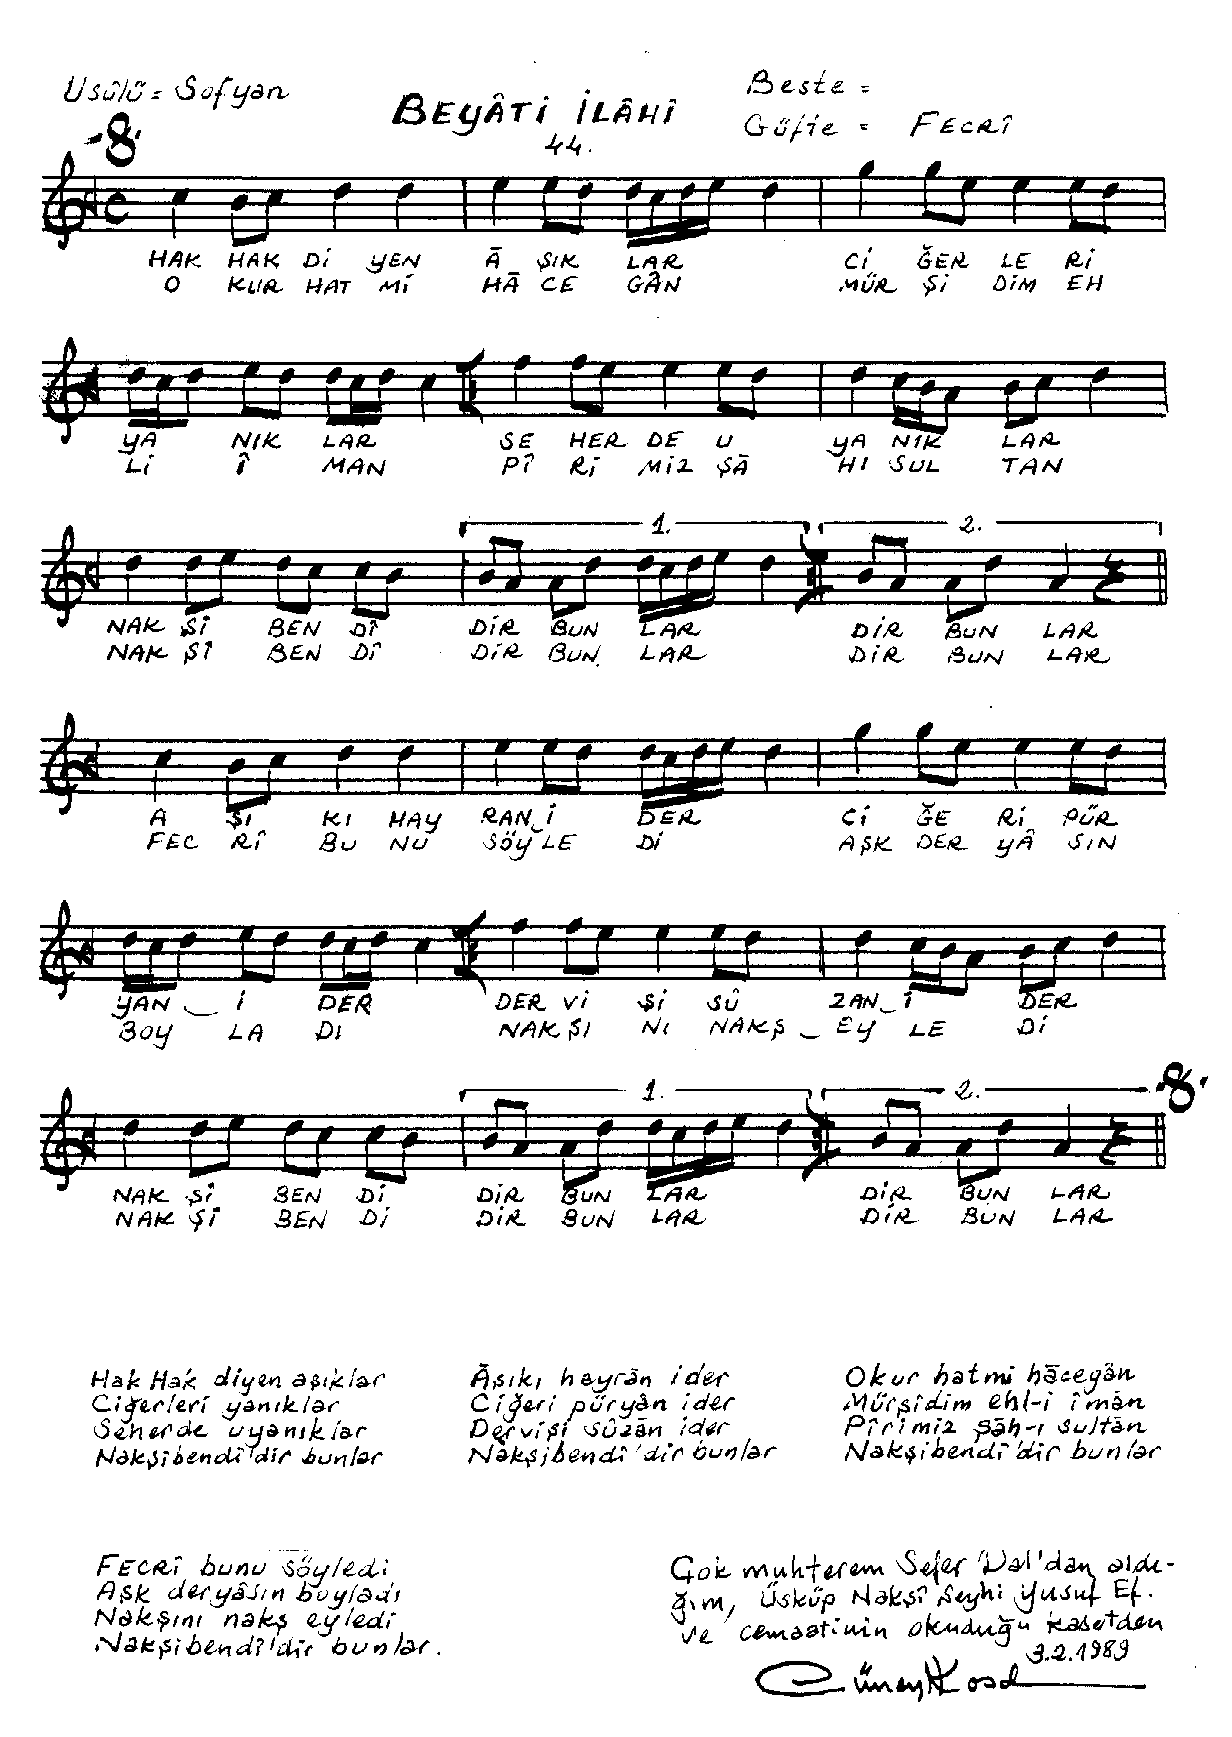 Usûlü = Sofyan
Beste =
BEYÂTİ İLÂHİ
Güfte = FECRÎ
44.
HAK HAK Dİ YEN Â ŞIK LAR Cİ ĞER LE Rİ
O KUR HAT Mİ HÂ CE GÂN MÜR Şİ DİM EH
YA NIK LAR SE HER DE U YA NIK LAR
Lİ Î MAN PÎ Rİ MİZ ŞÂ HI SUL TAN
1. 2.
NAK Şİ BEN DÎ DİR BUN LAR DİR BUN LAR
NAK ŞÎ BEN DÎ DİR BUN LAR DİR BUN LAR
A ŞI KI HAY RAN İ DER Cİ ĞE Rİ PÜR
FEC RÎ BU NU SÖY LE Dİ AŞK DER YÂ SIN
YAN İ DER DER Vİ Şİ SÛ ZAN İ DER
BOY LA DI NAK ŞI NI NAKŞ EY LE Dİ
1. 2.
NAK Şİ BEN Dİ DİR BUN LAR DİR BUN LAR
NAK ŞÎ BEN Dİ DİR BUN LAR DİR BUN LAR
Hak Hak diyen aşıklar
Ciğerleri yanıklar
Seherde uyanıklar
Nakşibendî'dir bunlar
Âşıkı hayrân ider
Ciğeri püryân ider
Dervişi sûzân ider
Nakşibendî'dir bunlar
Okur hatmi hâcegân
Mürşidim ehl-i îmân
Pîrimiz şâh-ı sultân
Nakşibendî'dir bunlar
FECRÎ bunu söyledi
Aşk deryâsın boyladı
Nakşını nakş eyledi
Nakşibendî'dir bunlar.
Çok muhterem Sefer Dal'dan aldı-
ğım, Üsküp Nakşî Şeyhi Yusuf Ef.
ve cemaatinin okuduğu kasetden
3.2.1989